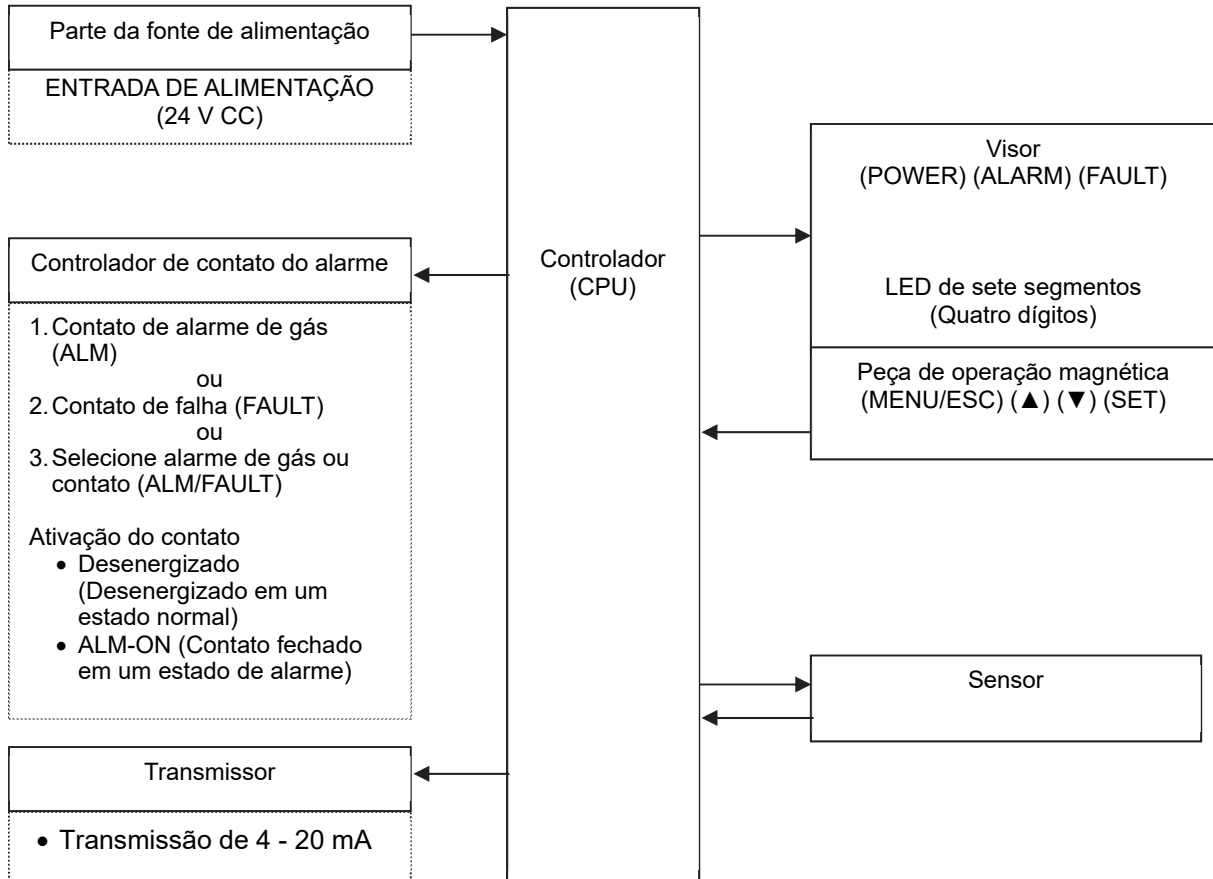 Parte da fonte de alimentação
ENTRADA DE ALIMENTAÇÃO
(24 V CC)
Controlador de contato do alarme
1. Contato de alarme de gás
(ALM)
ou
2. Contato de falha (FAULT)
ou
3. Selecione alarme de gás ou
contato (ALM/FAULT)
Ativação do contato
• Desenergizado
(Desenergizado em um
estado normal)
• ALM-ON (Contato fechado
em um estado de alarme)
Transmissor
• Transmissão de 4 - 20 mA
Controlador
(CPU)
Visor
(POWER) (ALARM) (FAULT)
LED de sete segmentos
(Quatro dígitos)
Peça de operação magnética
(MENU/ESC) (▲) (▼) (SET)
Sensor